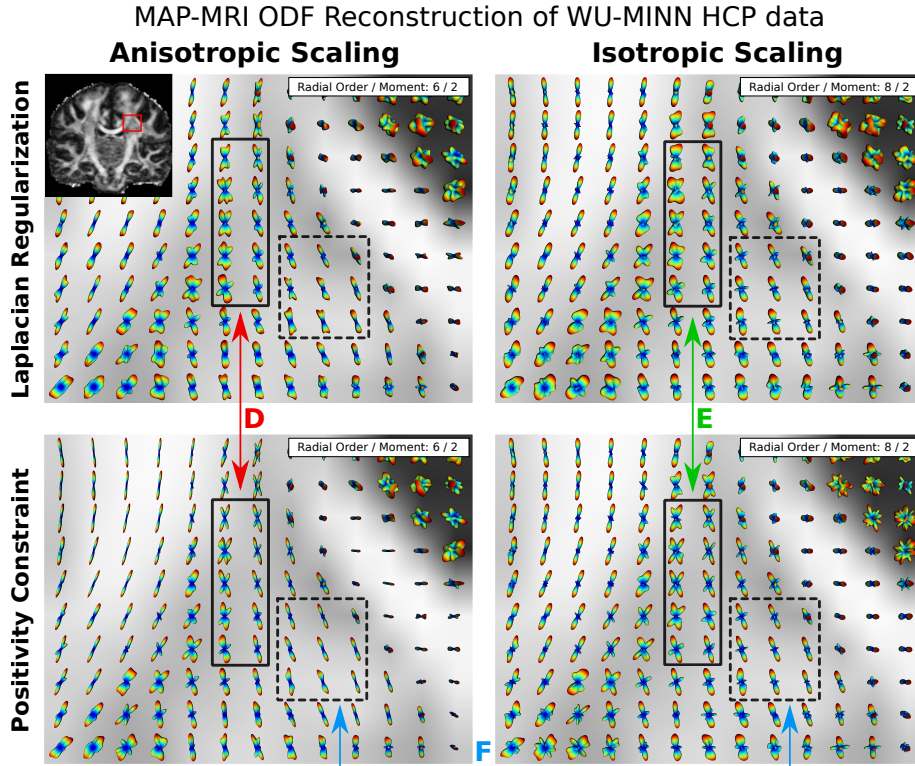 MAP-MRI ODF Reconstruction of WU-MINN HCP data
Anisotropic Scaling
Isotropic Scaling
Laplacian Regularization
Radial Order / Moment: 6 / 2
Radial Order / Moment: 8 / 2
D
E
Postivity Constraint
Radial Order / Moment: 6 / 2
Radial Order / Moment: 8 / 2
F